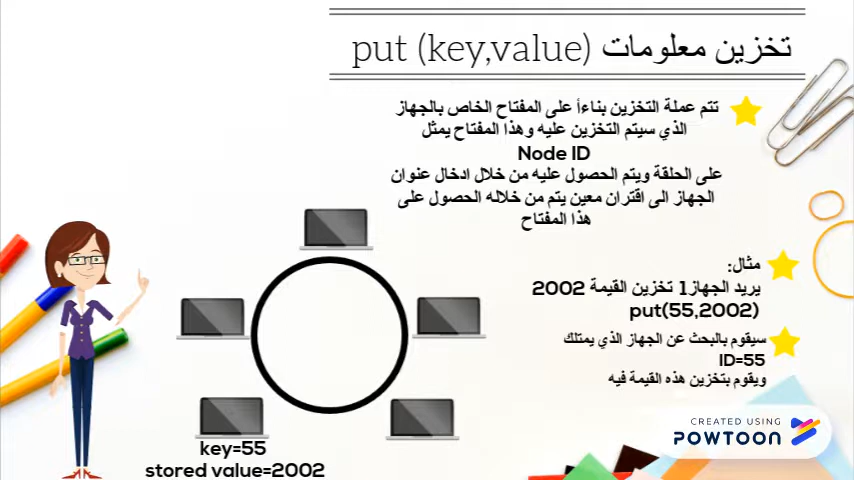 تخزين معلومات put (key,value)
تتم عملة التخزين بناءأ على المفتاح الخاص بالجهاز
الذي سيتم التخزين عليه وهذا المفتاح يمثل
Node ID
على الحلقة ويتم الحصول عليه من خلال ادخال عنوان
الجهاز الى اقتران معين يتم من خلاله الحصول على
هذا المفتاح
مثال:
يريد الجهاز1 تخزين القيمة 2002
put(55,2002)
سيقوم بالبحث عن الجهاز الذي يمتلك
ID=55
ويقوم بتخزين هذه القيمة فيه
key=55
stored value=2002
CREATED USING
POWTOON